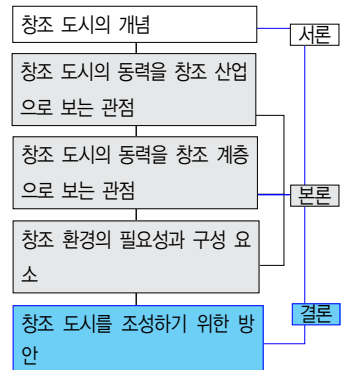 창조 도시의 개념
서론
창조 도시의 동력을 창조 산업
으로 보는 관점
창조 도시의 동력을 창조 계층
으로 보는 관점
본론
창조 환경의 필요성과 구성 요
소
창조 도시를 조성하기 위한 방
안
결론